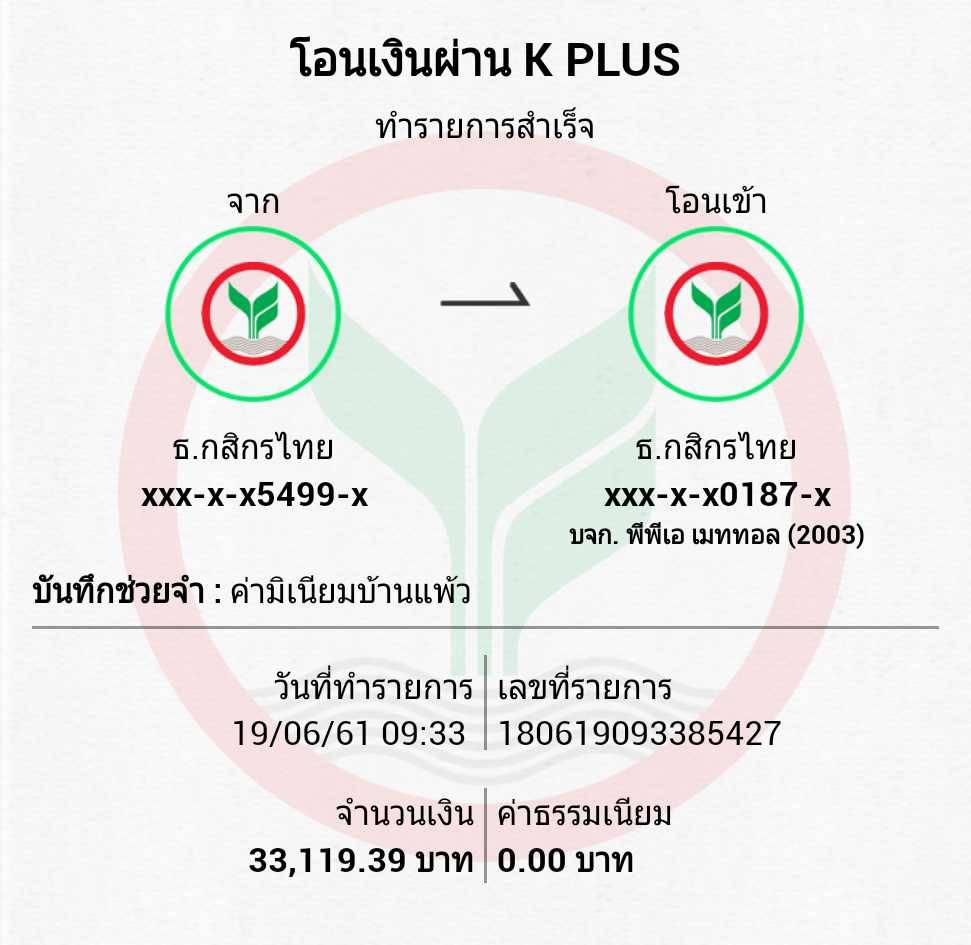 โอนเงินผ่าน K PLUS
ทำรายการสำเร็จ
จาก
โอนเข้า
ธ.กสิกรไทย
xxx-x-x5499-x
ธ.กสิกรไทย
xxx-x-x0187-x
บจก. พีพีเอ เมททอล (2003)
บันทึกช่วยจำ : ค่ามิเนียมบ้านแพ้ว
วันที่ทำรายการ
19/06/61 09:33
เลขที่รายการ
180619093385427
จำนวนเงิน
33,119.39 บาท
ค่าธรรมเนียม
0.00 บาท